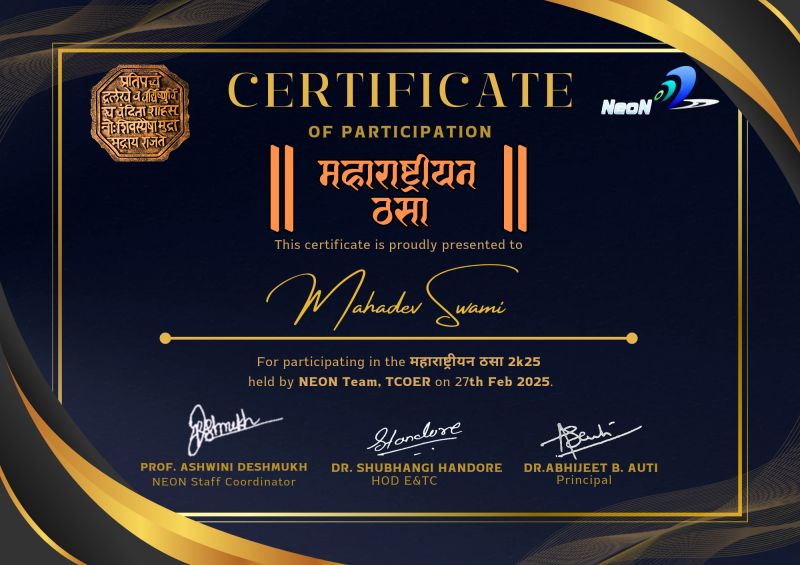 प्रतिपच्चं
द्रलेखेव वर्धिष्णुर्वि
श्ववंदिता शाहसू
नोः शिवस्यैषा मुद्रा
भद्राय राजते
CERTIFICATE
NeoN
OF PARTICIPATION
|| महाराष्ट्रीयन ||
ठसा
This certificate is proudly presented to
Mahadev Swami
For participating in the महाराष्ट्रीयन ठसा 2k25
held by NEON Team, TCOER on 27th Feb 2025.
PROF. ASHWINI DESHMUKH
NEON Staff Coordinator
DR. SHUBHANGI HANDORE
HOD E&TC
DR.ABHIJEET B. AUTI
Principal